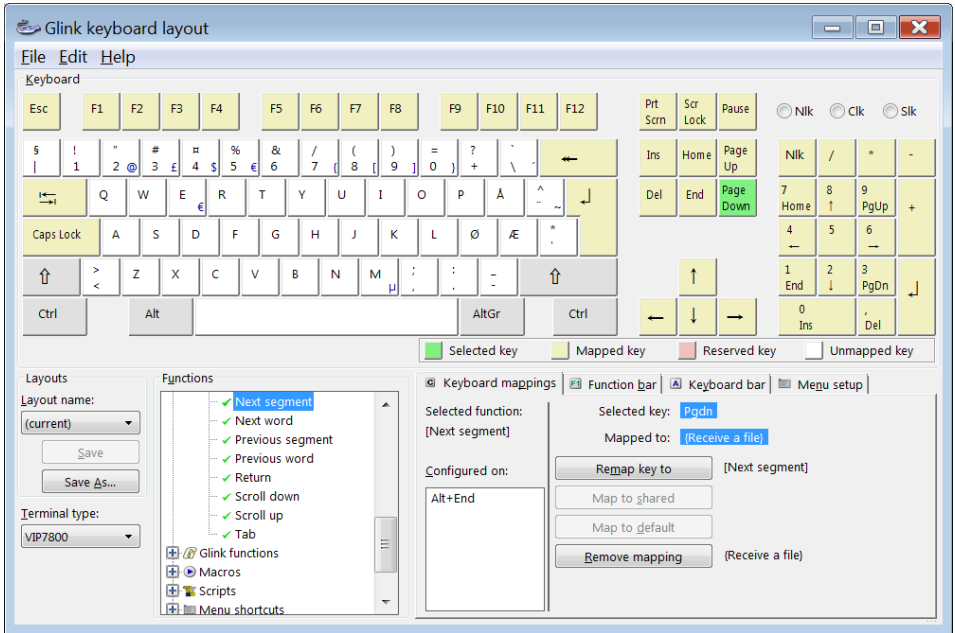 Glink keyboard layout
File Edit Help
Keyboard
Esc F1 F2 F3 F4 F5 F6 F7 F8 F9 F10 F11 F12 Prt Scrn Scr Lock Pause Nlk Clk Slk
§ | ! 1 " 2 @ # 3 £ ¤ 4 $ % 5 € & 6 / 7 { ( 8 [ ) 9 ] = 0 } ? + ` \ ´ Ins Home Page Up Nlk / * -
Q W E € R T Y U I O P Å ^ ¨ ~ Del End Page Down 7 Home 8 ↑ 9 PgUp +
Caps Lock A S D F G H J K L Ø Æ * ' 4 ← 5 6 →
⇧ > < Z X C V B N M µ ; , : . _ - ⇧ ↑ 1 End 2 ↓ 3 PgDn
Ctrl Alt AltGr Ctrl ← ↓ → 0 Ins , Del
Selected key Mapped key Reserved key Unmapped key
Layouts
Layout name:
(current)
Save
Save As...
Terminal type:
VIP7800
Functions
Next segment
Next word
Previous segment
Previous word
Return
Scroll down
Scroll up
Tab
Glink functions
Macros
Scripts
Menu shortcuts
Keyboard mappings Function bar Keyboard bar Menu setup
Selected function:
[Next segment]
Configured on:
Alt+End
Selected key: Pgdn
Mapped to: {Receive a file}
Remap key to [Next segment]
Map to shared
Map to default
Remove mapping {Receive a file}